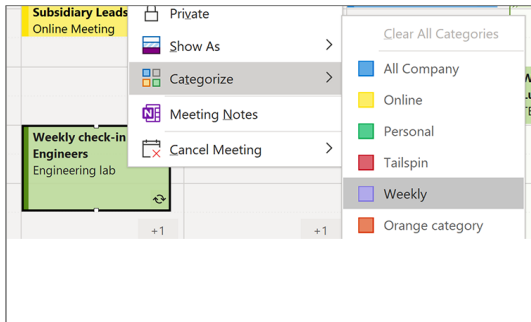 Subsidiary Leads
Online Meeting
Private
Show As
Categorize
Meeting Notes
Cancel Meeting
Weekly check-in
Engineers
Engineering lab
+1
+1
Clear All Categories
All Company
Online
Personal
Tailspin
Weekly
Orange category